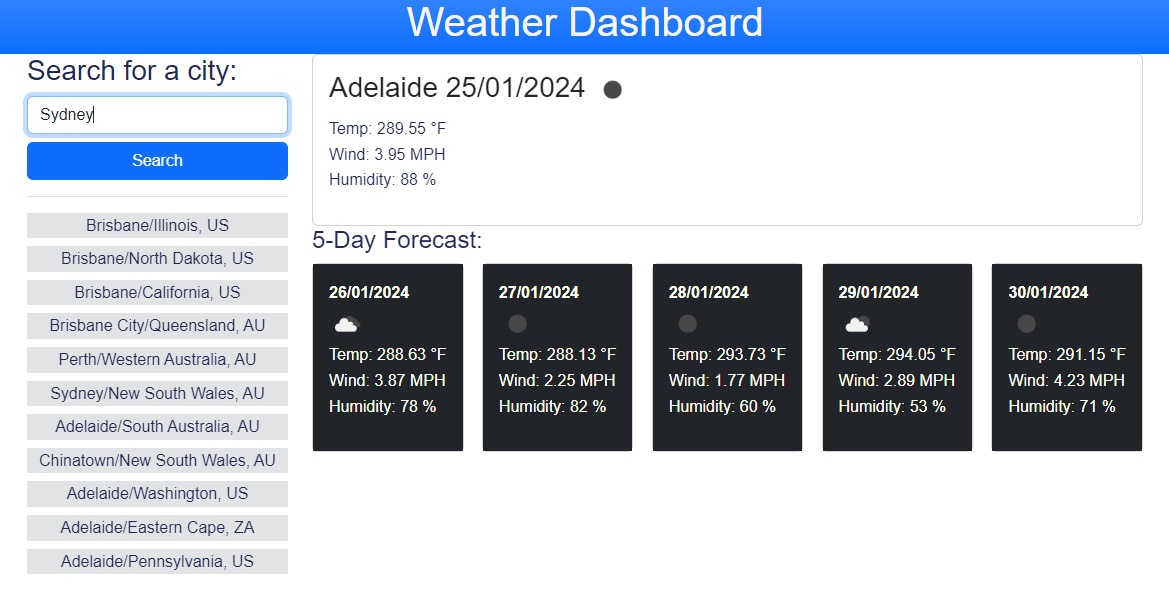 Weather Dashboard
Search for a city:
Sydney
Search
Brisbane/Illinois, US
Brisbane/North Dakota, US
Brisbane/California, US
Brisbane City/Queensland, AU
Perth/Western Australia, AU
Sydney/New South Wales, AU
Adelaide/South Australia, AU
Chinatown/New South Wales, AU
Adelaide/Washington, US
Adelaide/Eastern Cape, ZA
Adelaide/Pennsylvania, US
Adelaide 25/01/2024
Temp: 289.55 °F
Wind: 3.95 MPH
Humidity: 88 %
5-Day Forecast:
26/01/2024
Temp: 288.63 °F
Wind: 3.87 MPH
Humidity: 78 %
27/01/2024
Temp: 288.13 °F
Wind: 2.25 MPH
Humidity: 82 %
28/01/2024
Temp: 293.73 °F
Wind: 1.77 MPH
Humidity: 60 %
29/01/2024
Temp: 294.05 °F
Wind: 2.89 MPH
Humidity: 53 %
30/01/2024
Temp: 291.15 °F
Wind: 4.23 MPH
Humidity: 71 %